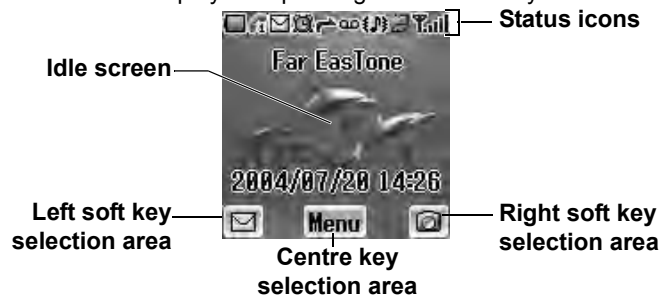 Status icons
Far EasTone
Idle screen
2004/07/20 14:26
Left soft key
selection area
Menu
Right soft key
selection area
Centre key
selection area